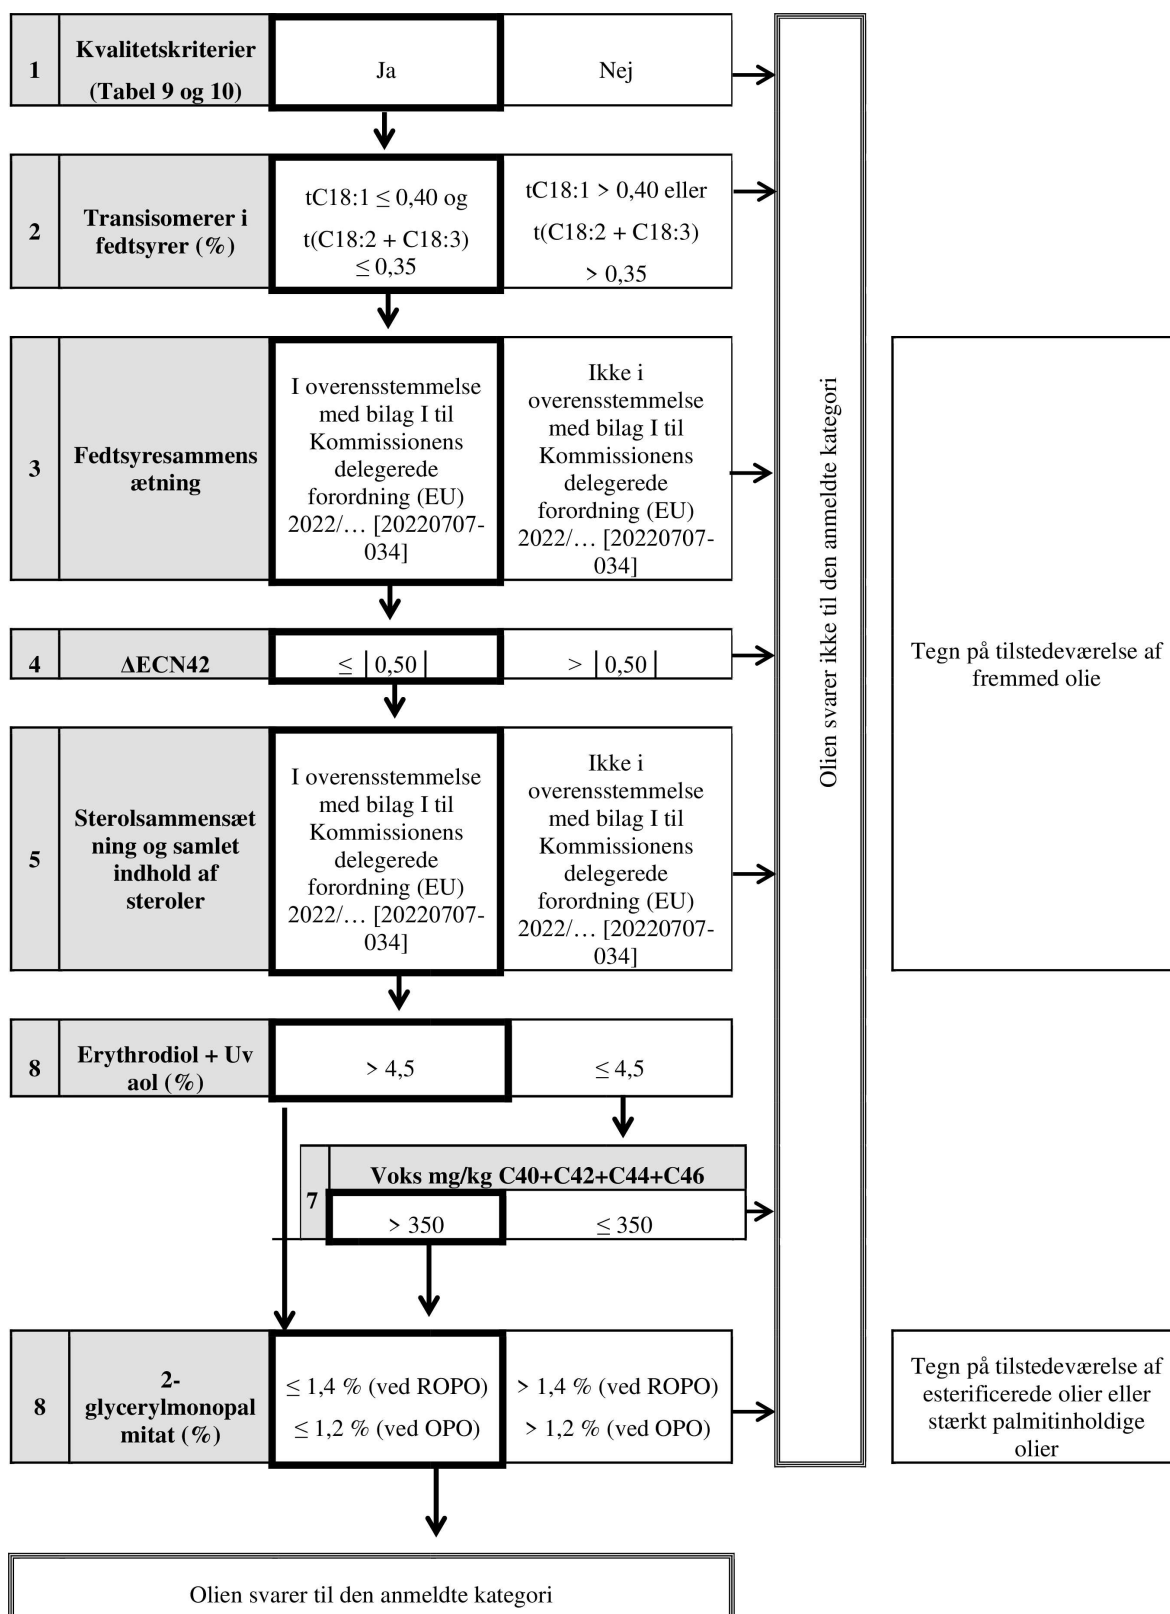 1
Kvalitetskriterier
(Tabel 9 og 10)
Ja
Nej
2
Transisomerer i
fedtsyrer (%)
tC18:1 ≤ 0,40 og
t(C18:2 + C18:3)
≤ 0,35
tC18:1 > 0,40 eller
t(C18:2 + C18:3)
> 0,35
3
Fedtsyresammens
ætning
I overensstemmelse
med bilag I til
Kommissionens
delegerede
forordning (EU)
2022/… [20220707-
034]
Ikke i
overensstemmelse
med bilag I til
Kommissionens
delegerede
forordning (EU)
2022/… [20220707-
034]
4
ΔECN42
≤ |0,50|
> |0,50|
5
Sterolsammensæt
ning og samlet
indhold af
steroler
I overensstemmelse
med bilag I til
Kommissionens
delegerede
forordning (EU)
2022/… [20220707-
034]
Ikke i
overensstemmelse
med bilag I til
Kommissionens
delegerede
forordning (EU)
2022/… [20220707-
034]
8
Erythrodiol + Uv
aol (%)
> 4,5
≤ 4,5
7
Voks mg/kg C40+C42+C44+C46
> 350
≤ 350
8
2-
glycerylmonopal
mitat (%)
≤ 1,4 % (ved ROPO)
≤ 1,2 % (ved OPO)
> 1,4 % (ved ROPO)
> 1,2 % (ved OPO)
Olien svarer ikke til den anmeldte kategori
Tegn på tilstedeværelse af
fremmed olie
Tegn på tilstedeværelse af
esterificerede olier eller
stærkt palmitinholdige
olier
Olien svarer til den anmeldte kategori